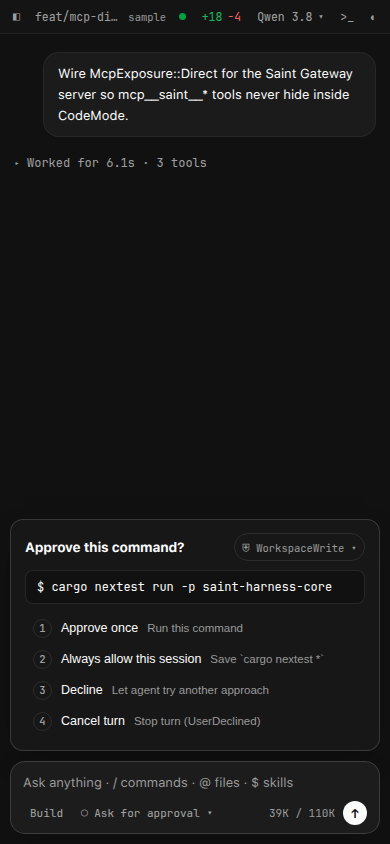 feat/mcp-di… sample +18 -4 Qwen 3.8 >_
Wire McpExposure::Direct for the Saint Gateway
server so mcp__saint__* tools never hide inside
CodeMode.
Worked for 6.1s · 3 tools
Approve this command? WorkspaceWrite
$ cargo nextest run -p saint-harness-core
1 Approve once Run this command
2 Always allow this session Save `cargo nextest *`
3 Decline Let agent try another approach
4 Cancel turn Stop turn (UserDeclined)
Ask anything · / commands · @ files · $ skills
Build Ask for approval 39K / 110K